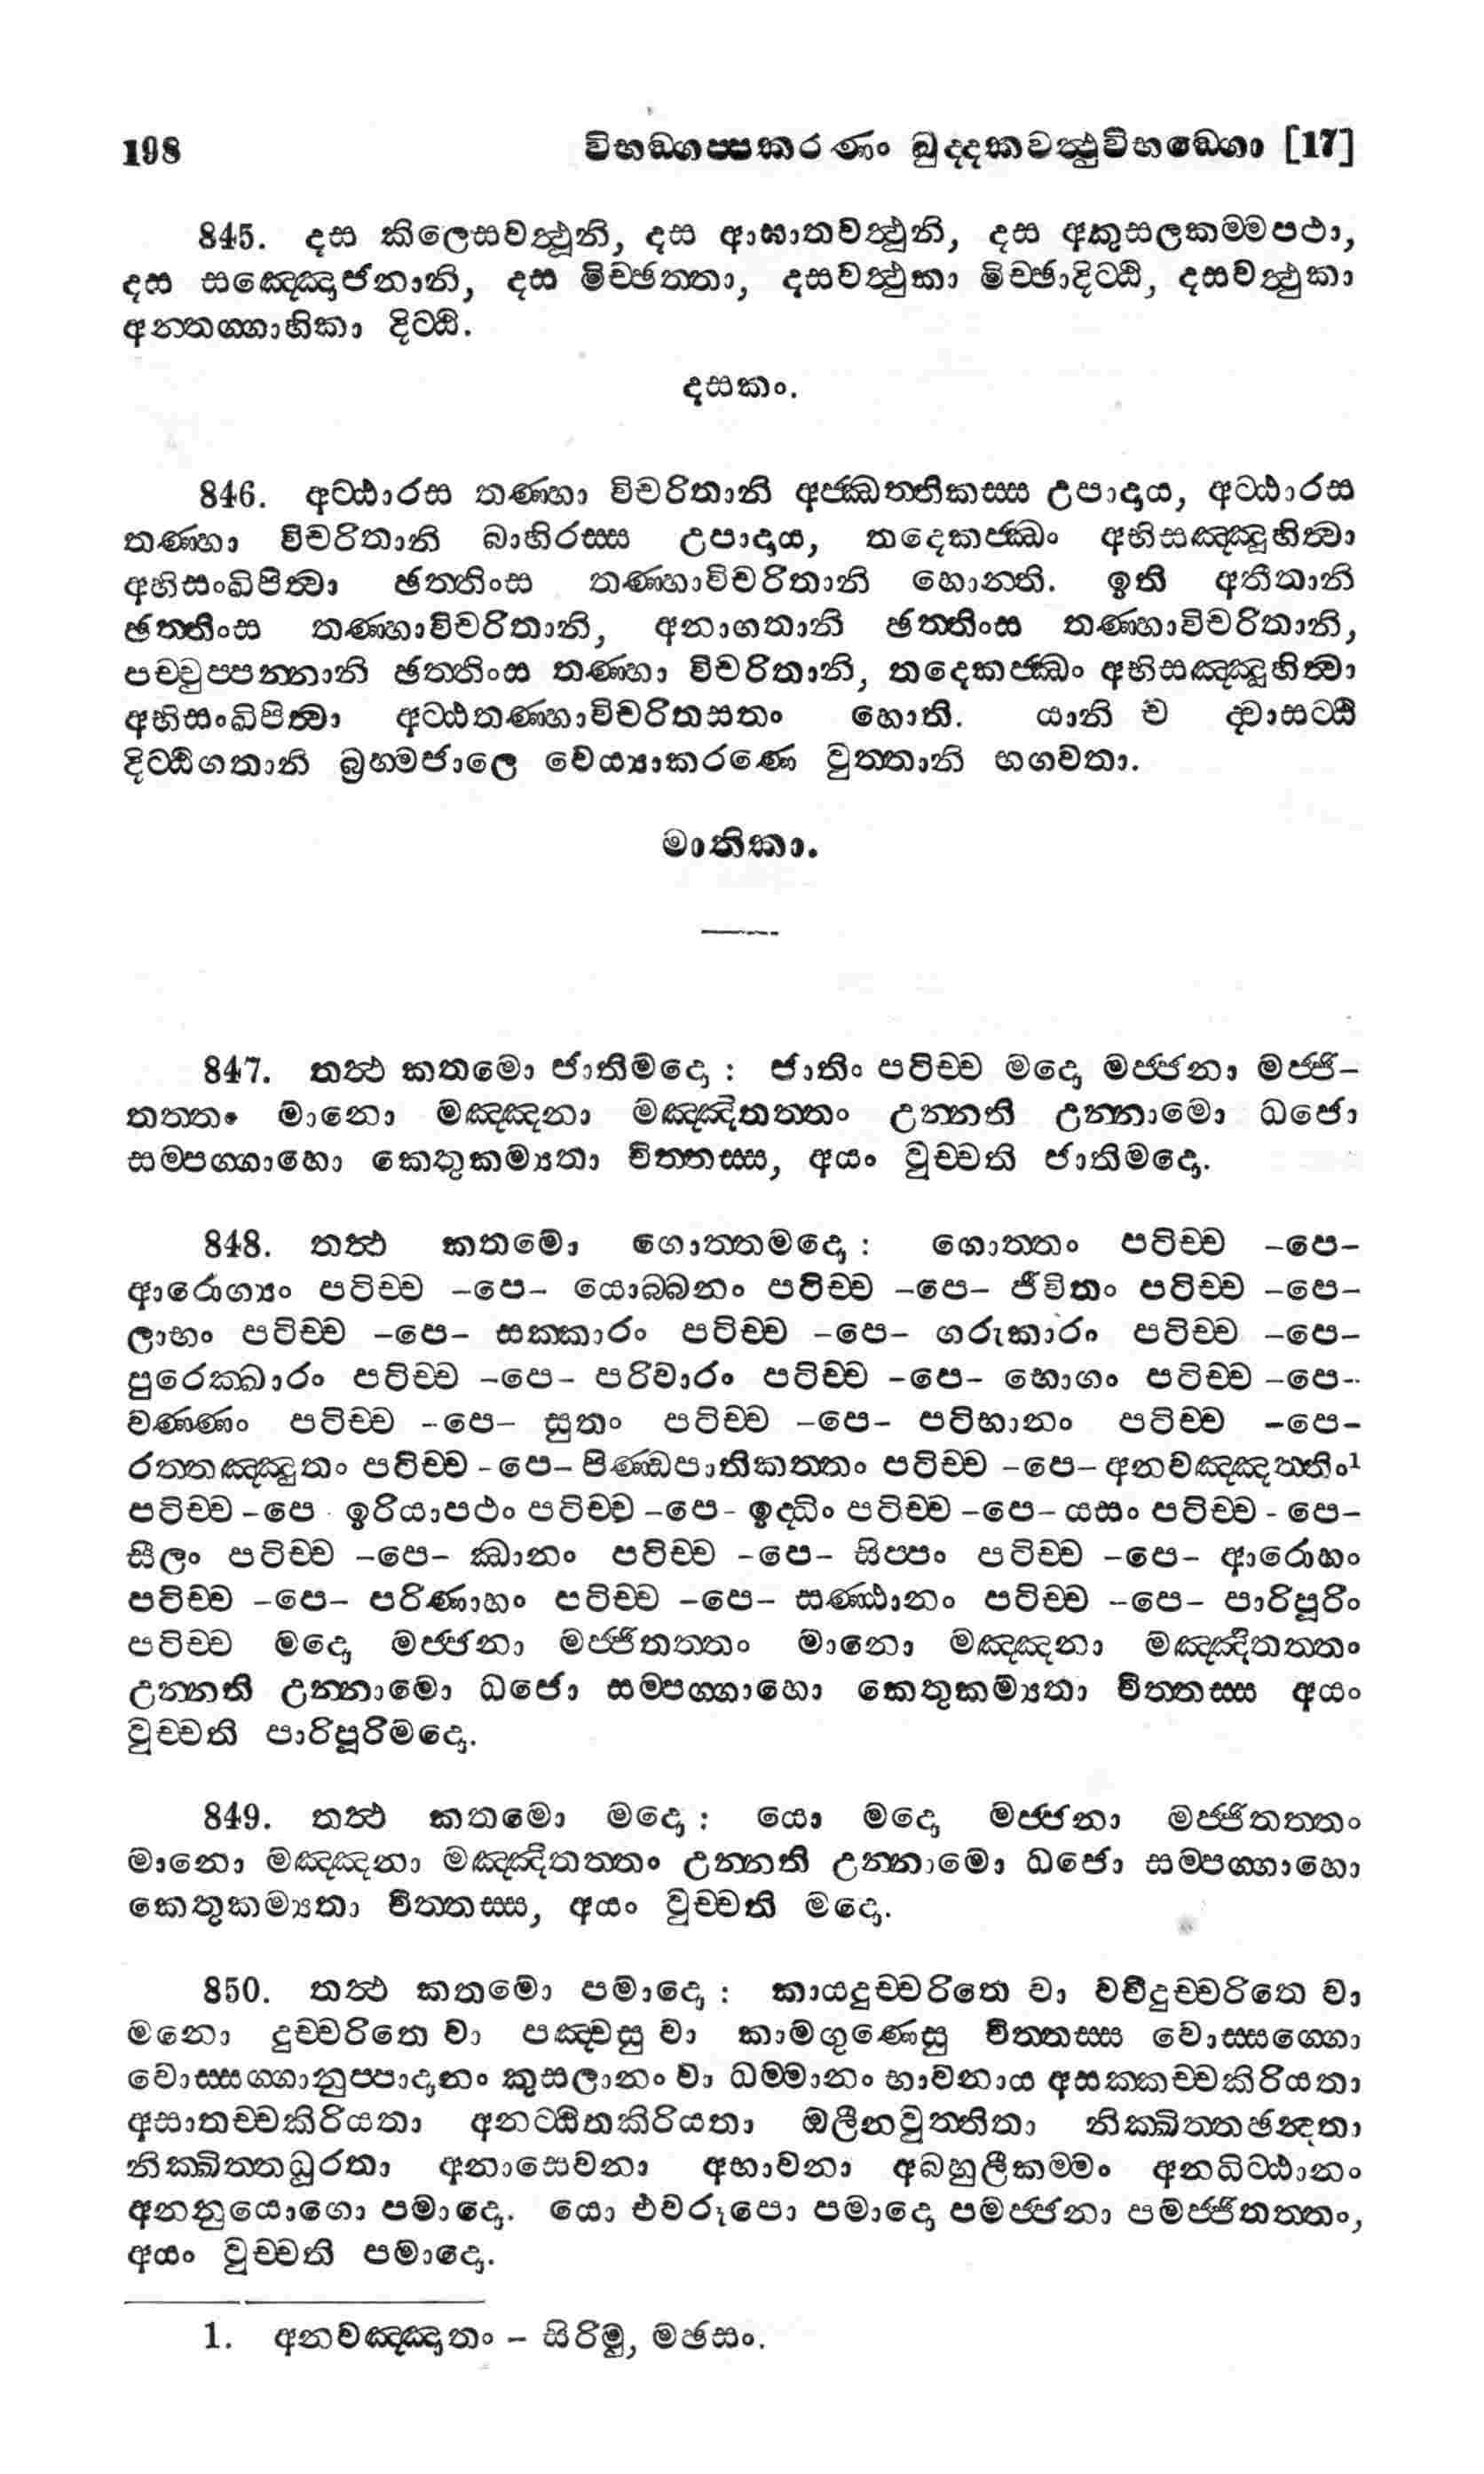 198 විභඞ්ගප්පකරණං ඛුද්දකවත්ථුවිභඞ්ගො [17]
845. දස කිලෙසවත්ථූනි, දස ආඝාතවත්ථූනි, දස අකුසලකම්මපථා,
දස සඤ්ඤොජනානි, දස මිච්ඡත්තා, දසවත්ථුකා මිච්ඡාදිට්ඨි, දසවත්ථුකා
අන්තග්ගාහිකා දිට්ඨි.
දසකං.
846. අට්ඨාරස තණ්හා විචරිතානි අජ්ඣත්තිකස්ස උපාදාය, අට්ඨාරස
තණ්හා විචරිතානි බාහිරස්ස උපාදාය, තදෙකජ්ඣං අභිසඤ්ඤූහිත්වා
අභිසංඛිපිත්වා ඡත්තිංස තණ්හාවිචරිතානි හොන්ති. ඉති අතීතානි
ඡත්තිංස තණ්හාවිචරිතානි, අනාගතානි ඡත්තිංස තණ්හාවිචරිතානි,
පච්චුප්පන්නානි ඡත්තිංස තණ්හා විචරිතානි, තදෙකජ්ඣං අභිසඤ්ඤූහිත්වා
අභිසංඛිපිත්වා අට්ඨතණ්හාවිචරිතසතං හොති. යානි ච ද්වාසට්ඨි
දිට්ඨිගතානි බ්‍රහ්මජාලෙ වෙය්‍යාකරණෙ වුත්තානි භගවතා.
මාතිකා.
847. තත්ථ කතමො ජාතිමදො : ජාතිං පටිච්ච මදො මජ්ජනා මජ්ජි-
තත්තං මානො මඤ්ඤනා මඤ්ඤිතත්තං උන්නති උන්නාමො ධජො
සම්පග්ගාහො කෙතුකම්‍යතා චිත්තස්ස, අයං වුච්චති ජාතිමදො.
848. තත්ථ කතමො ගොත්තමදො : ගොත්තං පටිච්ච -පෙ-
ආරොග්‍යං පටිච්ච -පෙ- යොබ්බනං පටිච්ච -පෙ- ජීවිතං පටිච්ච -පෙ-
ලාභං පටිච්ච -පෙ- සක්කාරං පටිච්ච -පෙ- ගරුකාරං පටිච්ච -පෙ-
පුරෙක්ඛාරං පටිච්ච -පෙ- පරිවාරං පටිච්ච -පෙ- භොගං පටිච්ච -පෙ-
වණ්ණං පටිච්ච -පෙ- සුතං පටිච්ච -පෙ- පටිභානං පටිච්ච -පෙ-
රත්තඤ්ඤුතං පටිච්ච -පෙ- පිණ්ඩපාතිකත්තං පටිච්ච -පෙ- අනවඤ්ඤත්තිං¹
පටිච්ච -පෙ- ඉරියාපථං පටිච්ච -පෙ- ඉද්ධිං පටිච්ච -පෙ- යසං පටිච්ච - පෙ-
සීලං පටිච්ච -පෙ- ඣානං පටිච්ච -පෙ- සිප්පං පටිච්ච -පෙ- ආරොහං
පටිච්ච -පෙ- පරිණාහං පටිච්ච -පෙ- සණ්ඨානං පටිච්ච -පෙ- පාරිපූරිං
පටිච්ච මදො මජ්ජනා මජ්ජිතත්තං මානො මඤ්ඤනා මඤ්ඤිතත්තං
උන්නති උන්නාමො ධජො සම්පග්ගාහො කෙතුකම්‍යතා චිත්තස්ස අයං
වුච්චති පාරිපූරිමදො.
849. තත්ථ කතමො මදො : යො මදො මජ්ජනා මජ්ජිතත්තං
මානො මඤ්ඤනා මඤ්ඤිතත්තං උන්නති උන්නාමො ධජො සම්පග්ගාහො
කෙතුකම්‍යතා චිත්තස්ස, අයං වුච්චති මදො.
850. තත්ථ කතමො පමාදො : කායදුච්චරිතෙ වා වචීදුච්චරිතෙ වා
මනො දුච්චරිතෙ වා පඤ්චසු වා කාමගුණෙසු චිත්තස්ස වොස්සග්ගො
වොස්සග්ගානුප්පාදනං කුසලානං වා ධම්මානං භාවනාය අසක්කච්චකිරියතා
අසාතච්චකිරියතා අනට්ඨිතකිරියතා ඔලීනවුත්තිතා නික්ඛිත්තඡන්දතා
නික්ඛිත්තධුරතා අනාසෙවනා අභාවනා අබහුලීකම්මං අනධිට්ඨානං
අනනුයොගො පමාදො. යො එවරූපො පමාදො පමජ්ජනා පමජ්ජිතත්තං,
අයං වුච්චති පමාදො.
1. අනවඤ්ඤාතං - සිරිමු, මඡසං.